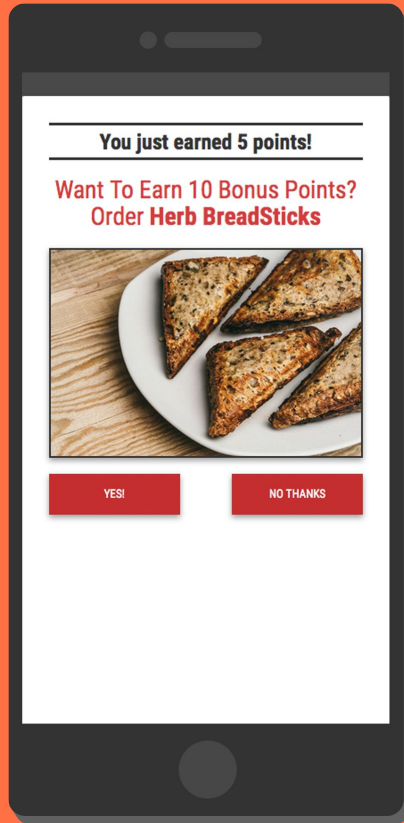 You just earned 5 points!
Want To Earn 10 Bonus Points?
Order Herb BreadSticks
YES!
NO THANKS